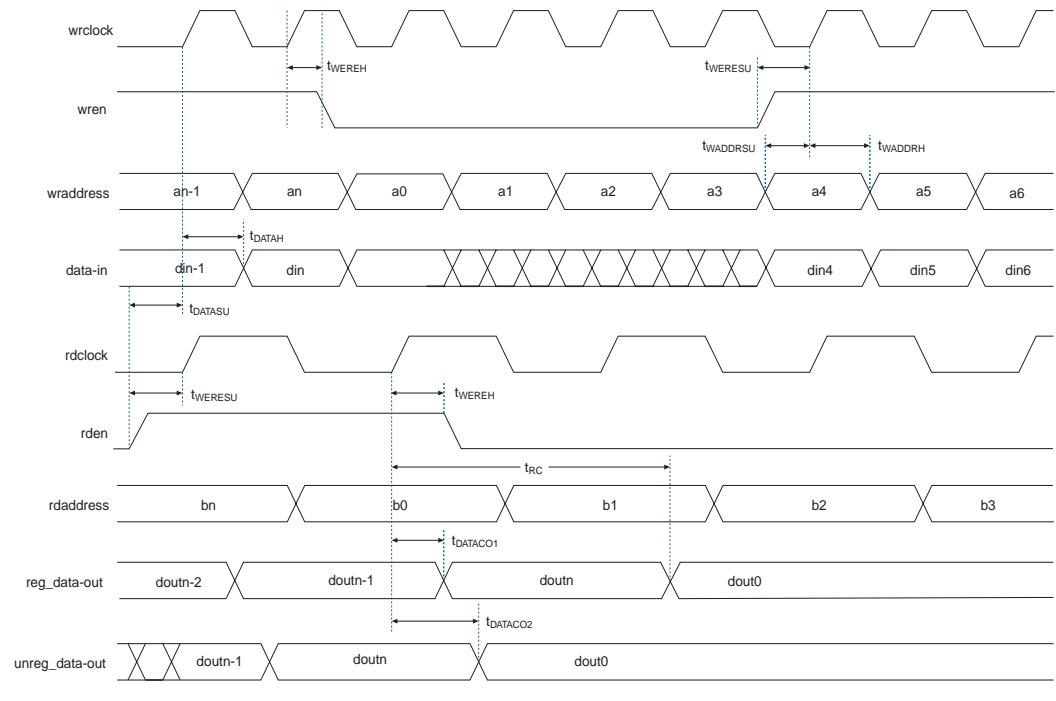 wrclock
tWEREH
tWERESU
wren
tWADDRSU
tWADDRH
wraddress an-1 an a0 a1 a2 a3 a4 a5 a6
tDATAH
data-in din-1 din din4 din5 din6
tDATASU
rdclock
tWERESU
tWEREH
rden
tRC
rdaddress bn b0 b1 b2 b3
tDATACO1
reg_data-out doutn-2 doutn-1 doutn dout0
tDATACO2
unreg_data-out doutn-1 doutn dout0